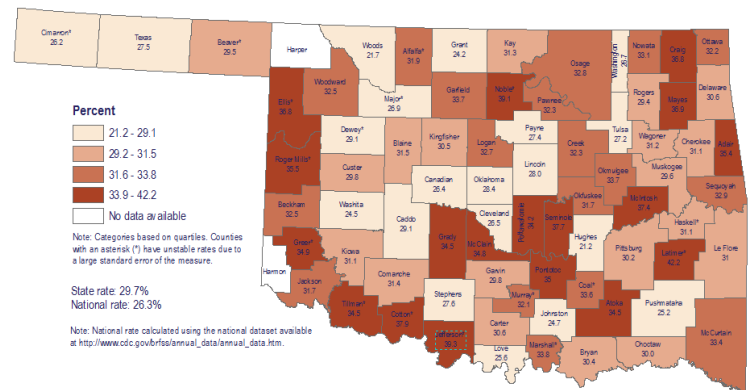 Cimarron*
26.2
Texas
27.5
Beaver*
29.5
Harper
Woods
21.7
Alfalfa*
31.9
Grant
24.2
Kay
31.3
Osage
32.8
Washington
26.7
Nowata
33.1
Craig
36.8
Ottawa
32.2
Ellis*
36.8
Woodward
32.5
Major*
26.9
Garfield
33.7
Noble*
39.1
Pawnee
32.3
Rogers
29.4
Mayes
36.9
Delaware
30.6
Percent
21.2 - 29.1
29.2 - 31.5
31.6 - 33.8
33.9 - 42.2
No data available
Roger Mills*
35.5
Dewey*
29.1
Blaine
31.5
Kingfisher
30.5
Logan
32.7
Payne
27.4
Creek
32.3
Tulsa
27.2
Wagoner
31.2
Cherokee
31.1
Adair
Custer
29.8
Canadian
26.4
Oklahoma
28.4
Lincoln
28.0
Okmulgee
33.7
Muskogee
29.6
Sequoyah
32.9
Beckham
32.5
Washita
24.5
Caddo
29.1
Cleveland
26.5
Pottawatomie
Seminole
37.7
Okfuskee
31.7
McIntosh
37.4
Haskell*
31.1
Note: Categories based on quartiles. Counties
with an asterisk (*) have unstable rates due to
a large standard error of the measure.
Greer*
34.9
Kiowa
31.1
Grady
34.5
McClain
34.8
Hughes
21.2
Pittsburg
30.2
Latimer*
42.2
Le Flore
31
Harmon
Jackson
31.7
Comanche
31.4
Garvin
29.8
Pontotoc
35
Coal*
33.6
State rate: 29.7%
National rate: 26.3%
Tillman*
34.5
Cotton*
37.9
Stephens
27.6
Murray*
32.1
Johnston
24.7
Atoka
34.5
Pushmataha
25.2
McCurtain
33.4
Note: National rate calculated using the national dataset available
at http://www.cdc.gov/brfss/annual_data/annual_data.htm.
Jefferson*
39.3
Carter
30.6
Love
25.6
Marshall*
33.8
Bryan
30.4
Choctaw
30.0